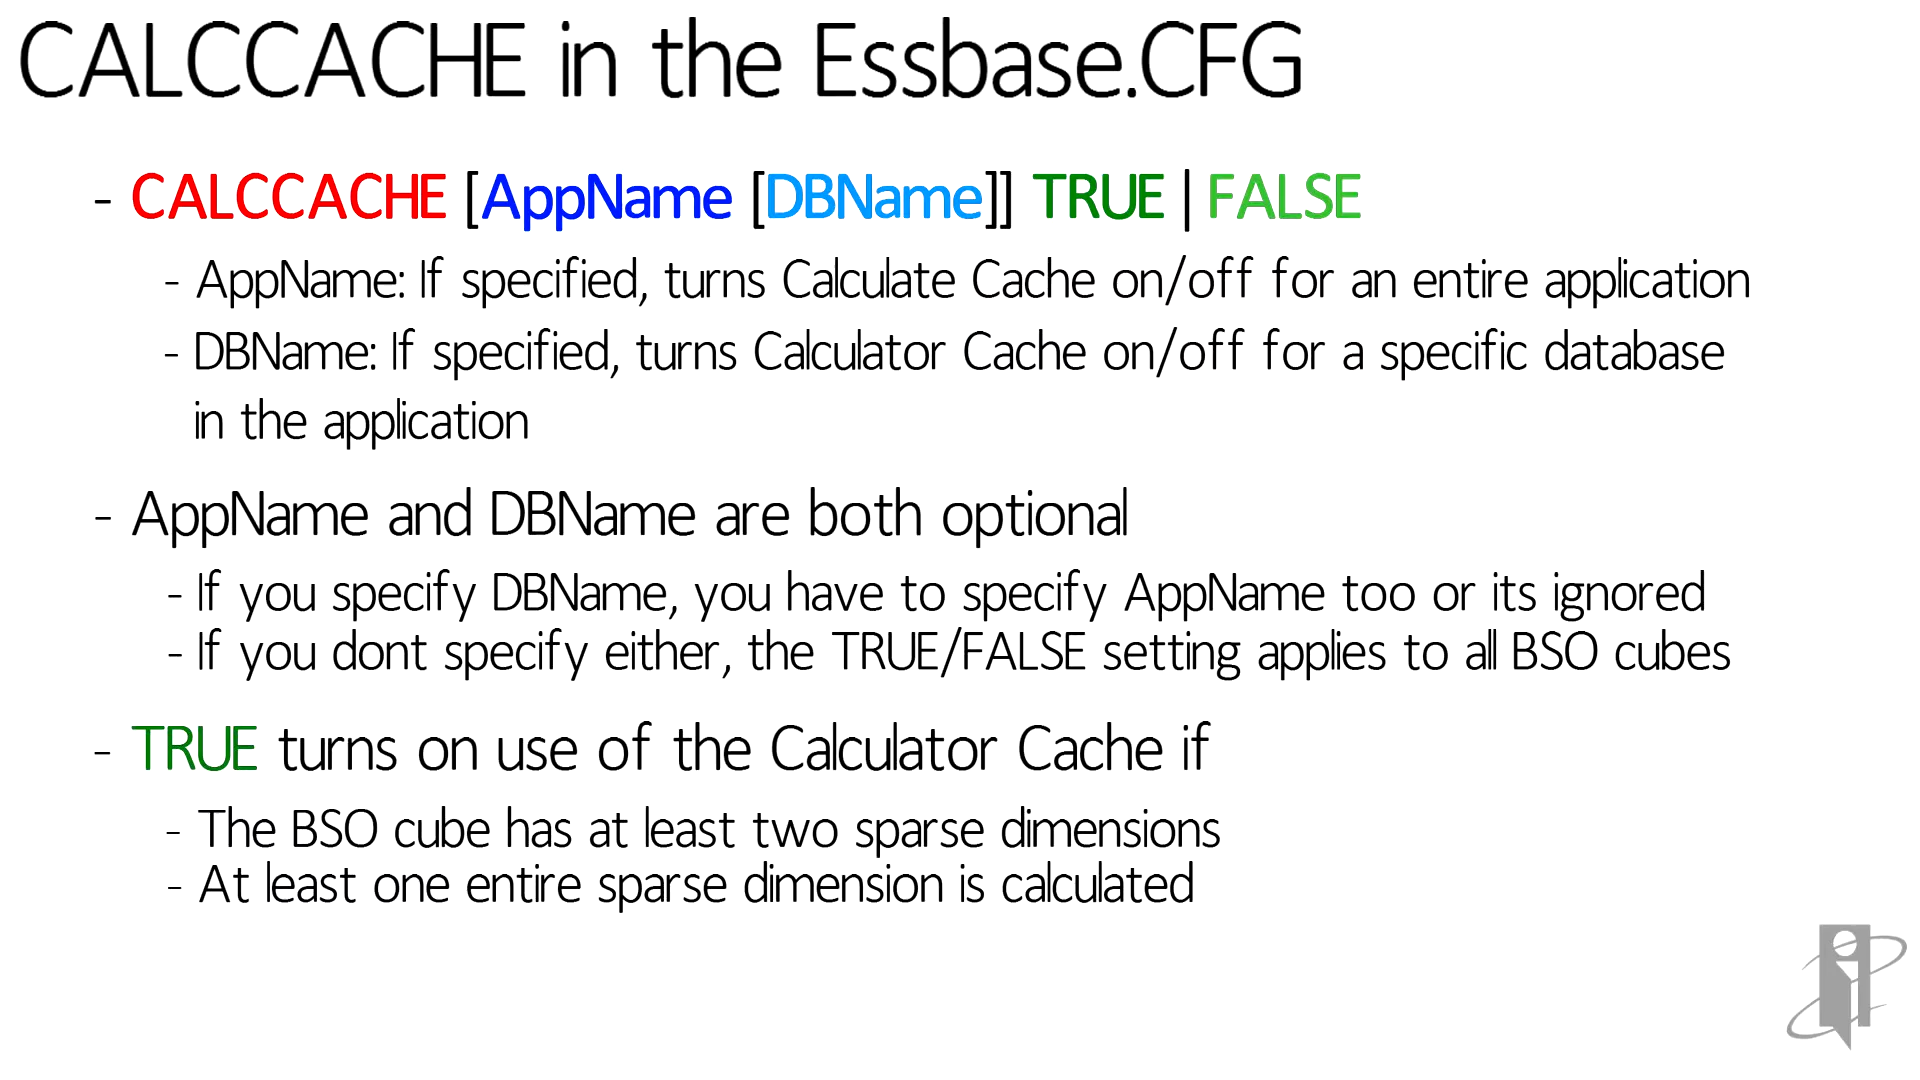 CALCCACHE in the Essbase.CFG
- CALCCACHE [AppName [DBName]] TRUE | FALSE
- AppName: If specified, turns Calculate Cache on/off for an entire application
- DBName: If specified, turns Calculator Cache on/off for a specific database
in the application
- AppName and DBName are both optional
- If you specify DBName, you have to specify AppName too or its ignored
- If you dont specify either, the TRUE/FALSE setting applies to all BSO cubes
- TRUE turns on use of the Calculator Cache if
- The BSO cube has at least two sparse dimensions
- At least one entire sparse dimension is calculated